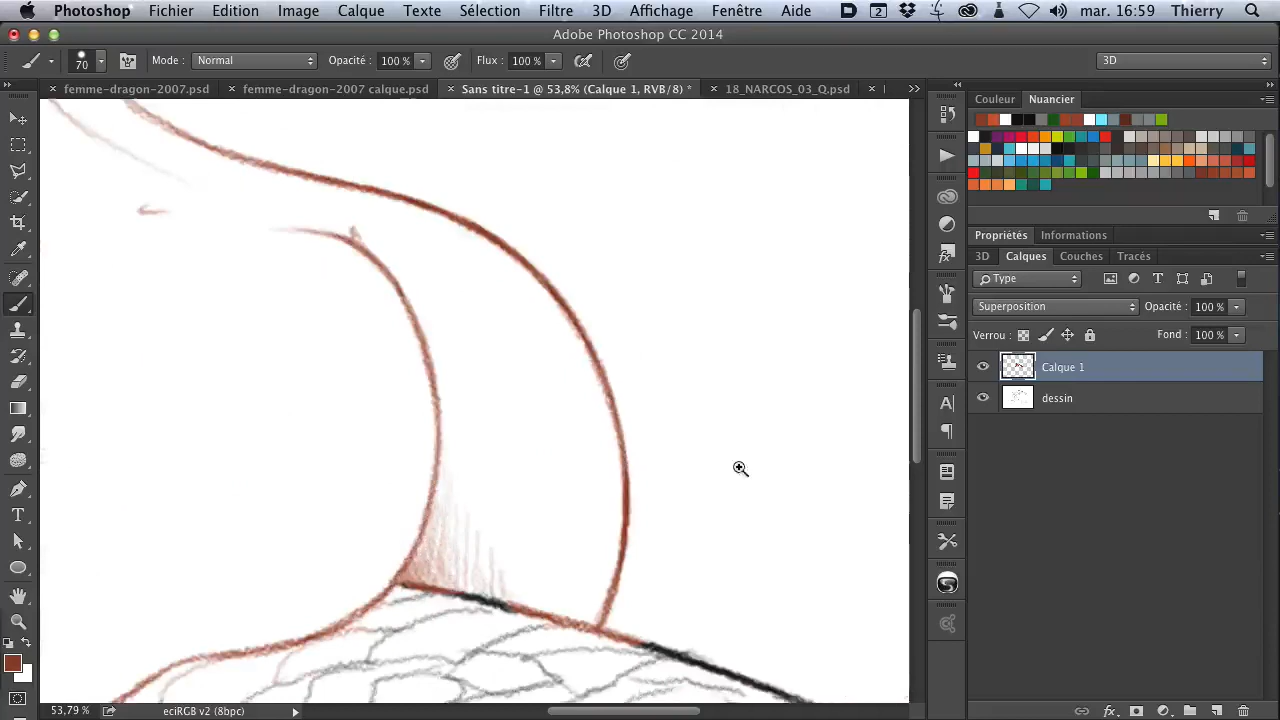 Photoshop Fichier Edition Image Calque Texte Sélection Filtre 3D Affichage Fenêtre Aide 2 mar. 16:59 Thierry
Adobe Photoshop CC 2014
70 Mode : Normal Opacité : 100 % Flux : 100 % 3D
femme-dragon-2007.psd femme-dragon-2007 calque.psd Sans titre-1 @ 53,8% (Calque 1, RVB/8) * 18_NARCOS_03_Q.psd
Couleur Nuancier
Propriétés Informations
3D Calques Couches Tracés
Type
Superposition Opacité : 100 %
Verrou : Fond : 100 %
Calque 1
dessin
53,79 % eciRGB v2 (8bpc)